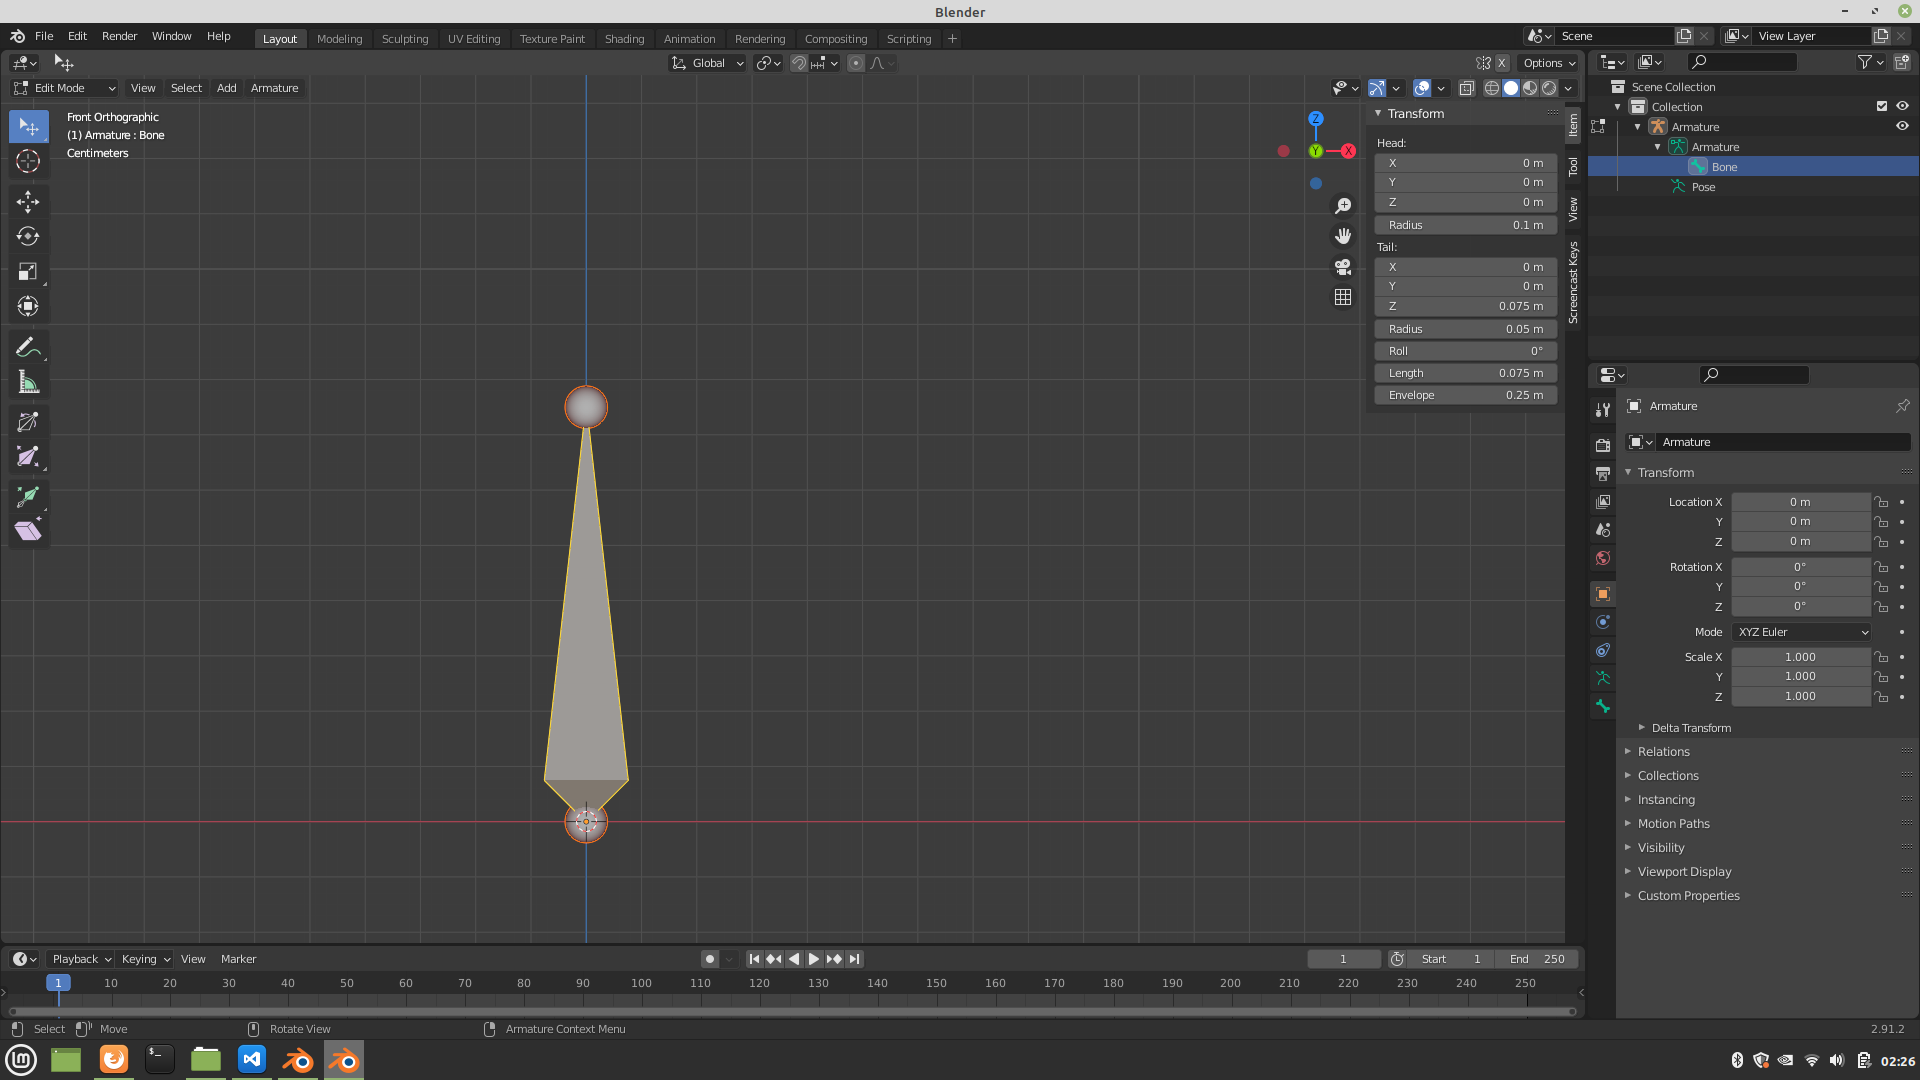 Blender
File Edit Render Window Help Layout Modeling Sculpting UV Editing Texture Paint Shading Animation Rendering Compositing Scripting +
Scene View Layer
Global Options
X
Edit Mode View Select Add Armature
Front Orthographic
(1) Armature : Bone
Centimeters
Z
Y
X
Transform
Head:
X 0 m
Y 0 m
Z 0 m
Radius 0.1 m
Tail:
X 0 m
Y 0 m
Z 0.075 m
Radius 0.05 m
Roll 0°
Length 0.075 m
Envelope 0.25 m
Item
Tool
View
Screencast Keys
Scene Collection
Collection
Armature
Armature
Bone
Pose
Armature
Armature
Transform
Location X 0 m
Y 0 m
Z 0 m
Rotation X 0°
Y 0°
Z 0°
Mode XYZ Euler
Scale X 1.000
Y 1.000
Z 1.000
Delta Transform
Relations
Collections
Instancing
Motion Paths
Visibility
Viewport Display
Custom Properties
Playback Keying View Marker 1 Start 1 End 250
1 10 20 30 40 50 60 70 80 90 100 110 120 130 140 150 160 170 180 190 200 210 220 230 240 250
Select Move Rotate View Armature Context Menu 2.91.2
02:26